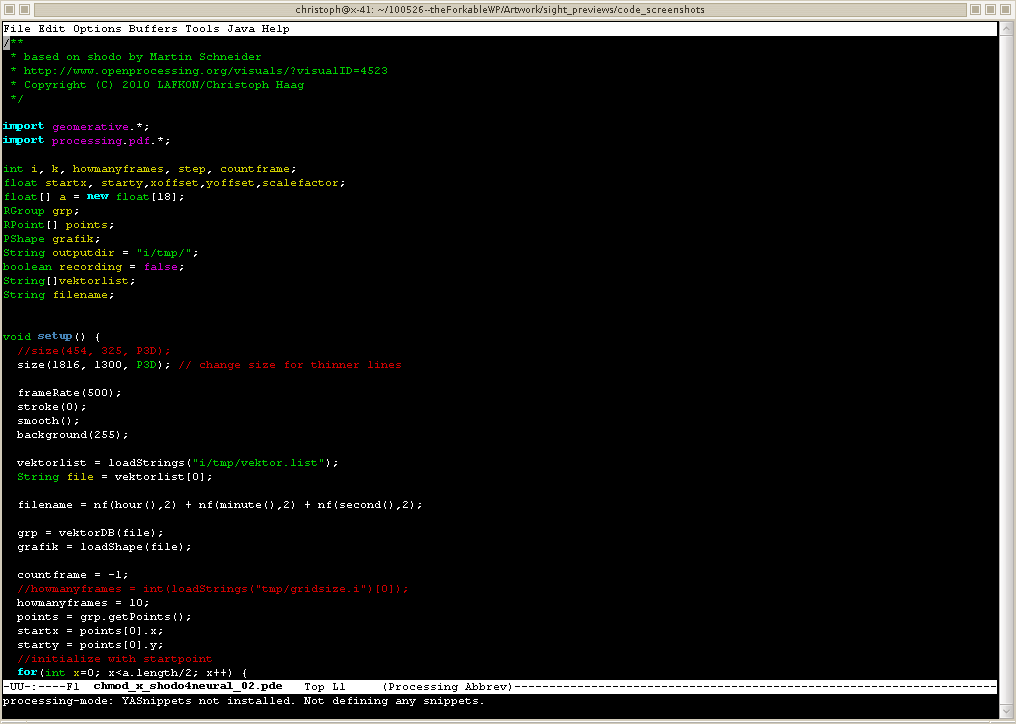 christoph@x-41: ~/100526--theForkableWP/Artwork/sight_previews/code_screenshots
File Edit Options Buffers Tools Java Help
/**
 * based on shodo by Martin Schneider
 * http://www.openprocessing.org/visuals/?visualID=4523
 * Copyright (C) 2010 LAFKON/Christoph Haag
 */
import geomerative.*;
import processing.pdf.*;
int i, k, howmanyframes, step, countframe;
float startx, starty,xoffset,yoffset,scalefactor;
float[] a = new float[18];
RGroup grp;
RPoint[] points;
PShape grafik;
String outputdir = "i/tmp/";
boolean recording = false;
String[]vektorlist;
String filename;
void setup() {
  //size(454, 325, P3D);
  size(1816, 1300, P3D); // change size for thinner lines
  frameRate(500);
  stroke(0);
  smooth();
  background(255);
  vektorlist = loadStrings("i/tmp/vektor.list");
  String file = vektorlist[0];
  filename = nf(hour(),2) + nf(minute(),2) + nf(second(),2);
  grp = vektorDB(file);
  grafik = loadShape(file);
  countframe = -1;
  //howmanyframes = int(loadStrings("tmp/gridsize.i")[0]);
  howmanyframes = 10;
  points = grp.getPoints();
  startx = points[0].x;
  starty = points[0].y;
  //initialize with startpoint
  for(int x=0; x<a.length/2; x++) {
-UU-:----F1  chmod_x_shodo4neural_02.pde   Top L1     (Processing Abbrev)---------------------------------------------------------------------
processing-mode: YASnippets not installed. Not defining any snippets.